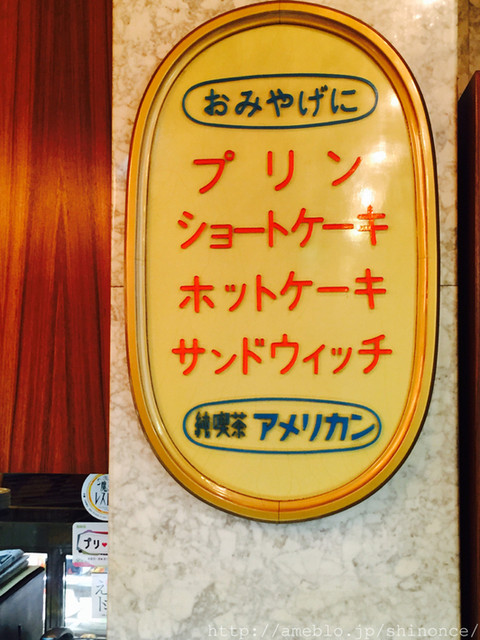 おみやげに
プリン
ショートケーキ
ホットケーキ
サンドウィッチ
純喫茶 アメリカン
プリ♥
http://ameblo.jp/shinonce/